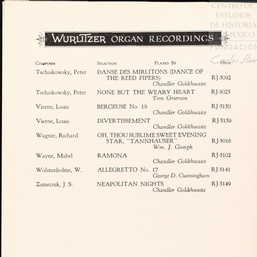 CENTRO DE
ESTUDIOS
DE HISTORIA
DE MÉXICO
FUNDACIÓN
WURLITZER ORGAN RECORDINGS
COMPOSER SELECTION PLAYED BY
Tschaikowsky, Peter DANSE DES MIRLITONS (DANCE OF
THE REED PIPERS) RJ-5092
Chandler Goldthwaite
Tschaikowsky, Peter NONE BUT THE WEARY HEART RJ-5025
Tom Grierson
Vierne, Louis BERCEUSE No. 19 RJ-5150
Chandler Goldthwaite
Vierne, Louis DIVERTISSEMENT RJ-5139
Chandler Goldthwaite
Wagner, Richard OH, THOU SUBLIME SWEET EVENING
STAR, "TANNHAUSER" RJ-5016
Wm. J. Gomph
Wayne, Mabel RAMONA RJ-5102
Chandler Goldthwaite
Wolstenholme, W. ALLEGRETTO No. 17 RJ-5141
George D. Cunningham
Zamecnik, J. S. NEAPOLITAN NIGHTS RJ-5149
Chandler Goldthwaite